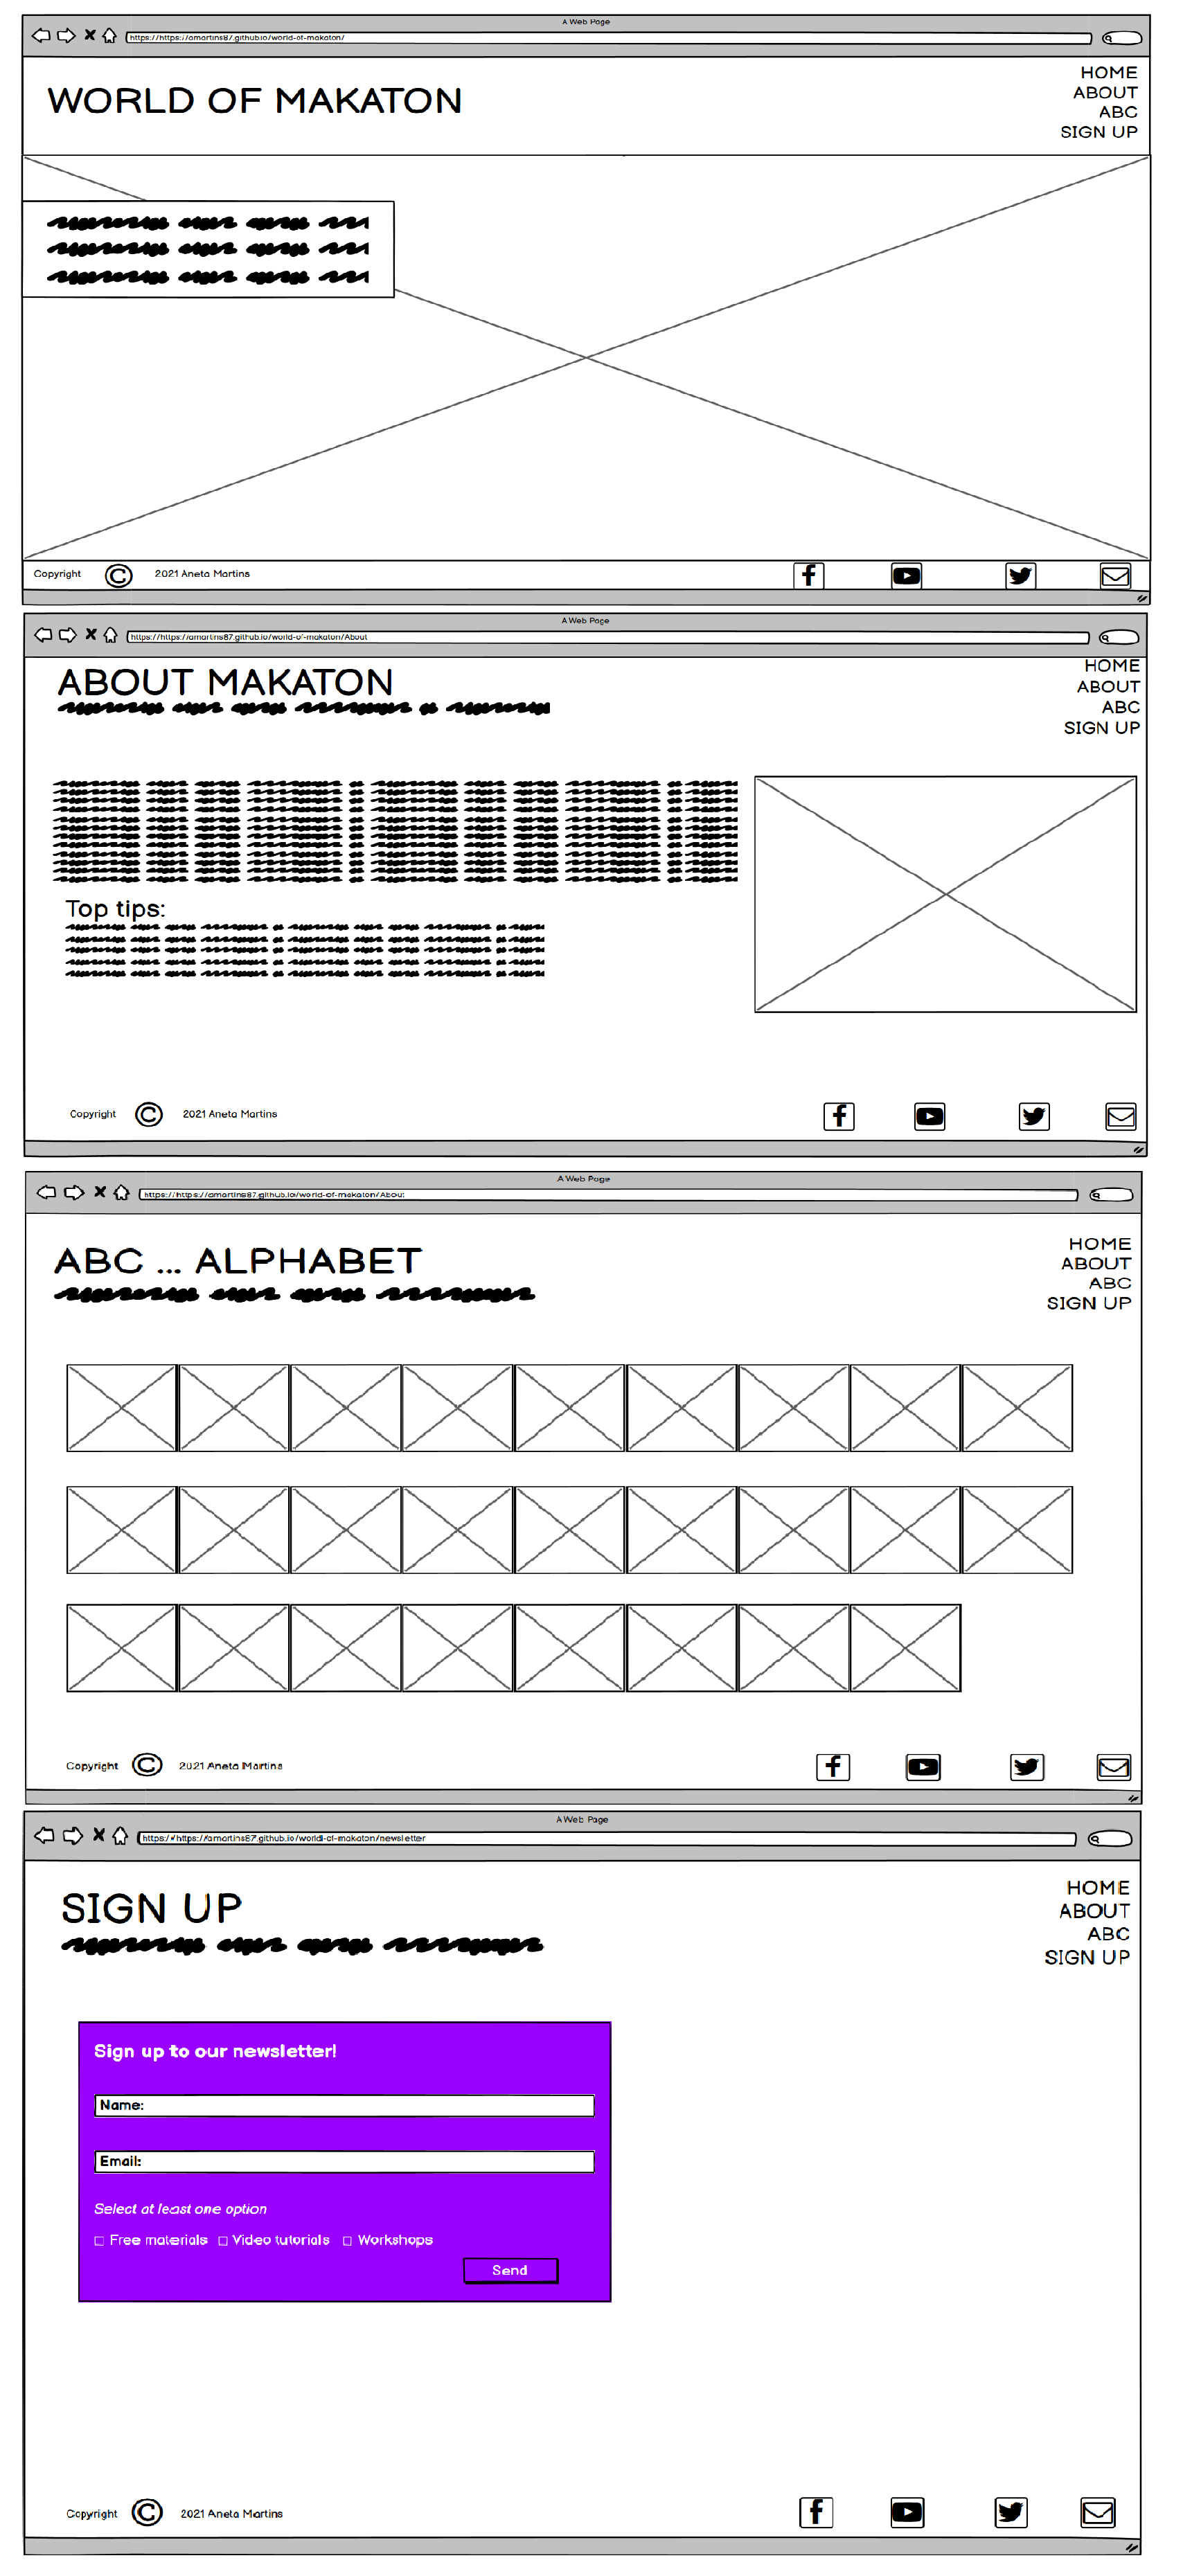 A Web Page
https://https://amartins87.github.io/world-of-makaton/
WORLD OF MAKATON
HOME
ABOUT
ABC
SIGN UP
Copyright © 2021 Aneta Martins
A Web Page
https://https://amartins87.github.io/world-of-makaton/About
ABOUT MAKATON
HOME
ABOUT
ABC
SIGN UP
Top tips:
Copyright © 2021 Aneta Martins
A Web Page
https://https://amartins87.github.io/world-of-makaton/About
ABC ... ALPHABET
HOME
ABOUT
ABC
SIGN UP
Copyright © 2021 Aneta Martins
A Web Page
https://https://amartins87.github.io/world-of-makaton/newsletter
SIGN UP
HOME
ABOUT
ABC
SIGN UP
Sign up to our newsletter!
Name:
Email:
Select at least one option
Free materials Video tutorials Workshops
Send
Copyright © 2021 Aneta Martins